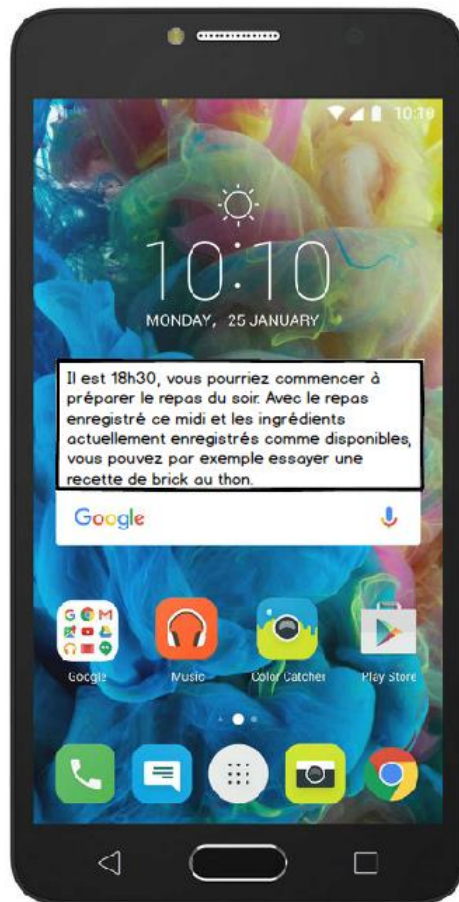 10:10
10:10
MONDAY, 25 JANUARY
Il est 18h30, vous pourriez commencer à
préparer le repas du soir. Avec le repas
enregistré ce midi et les ingrédients
actuellement enregistrés comme disponibles,
vous pouvez par exemple essayer une
recette de brick au thon.
Google
Google
Music
Color Catcher
Play Store